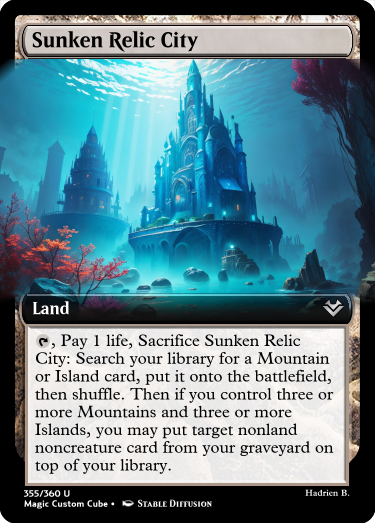 Sunken Relic City
Land
, Pay 1 life, Sacrifice Sunken Relic
City: Search your library for a Mountain
or Island card, put it onto the battlefield,
then shuffle. Then if you control three or
more Mountains and three or more
Islands, you may put target nonland
noncreature card from your graveyard on
top of your library.
355/360 U
Hadrien B.
Magic Custom Cube • Stable Diffusion